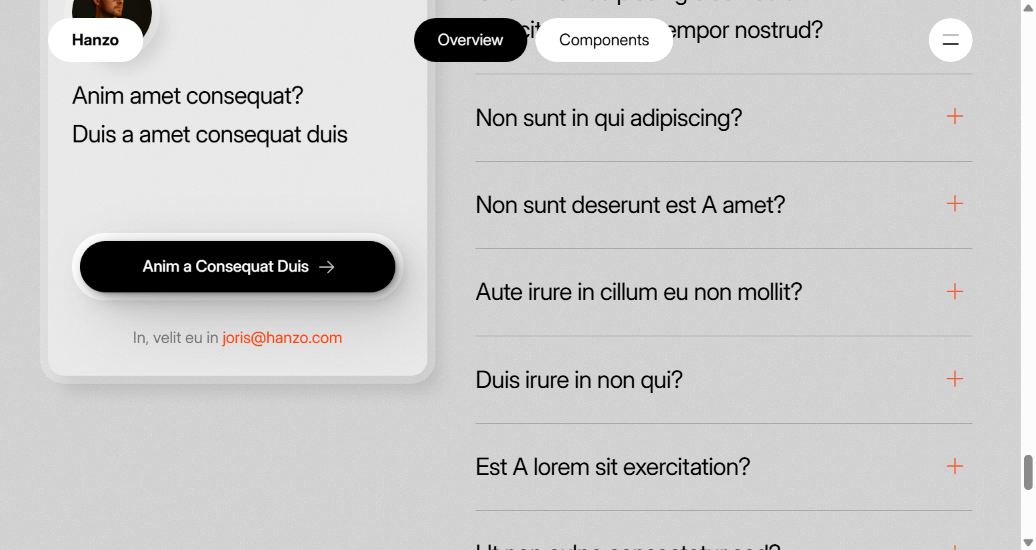 Hanzo
Overview
Components
empor nostrud?
Anim amet consequat?
Duis a amet consequat duis
Anim a Consequat Duis
In, velit eu in joris@hanzo.com
Non sunt in qui adipiscing?
Non sunt deserunt est A amet?
Aute irure in cillum eu non mollit?
Duis irure in non qui?
Est A lorem sit exercitation?